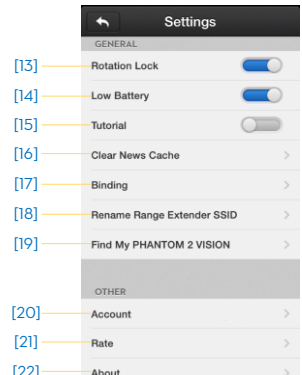 Settings
GENERAL
[13] Rotation Lock
[14] Low Battery
[15] Tutorial
[16] Clear News Cache
[17] Binding
[18] Rename Range Extender SSID
[19] Find My PHANTOM 2 VISION
OTHER
[20] Account
[21] Rate
[22] About